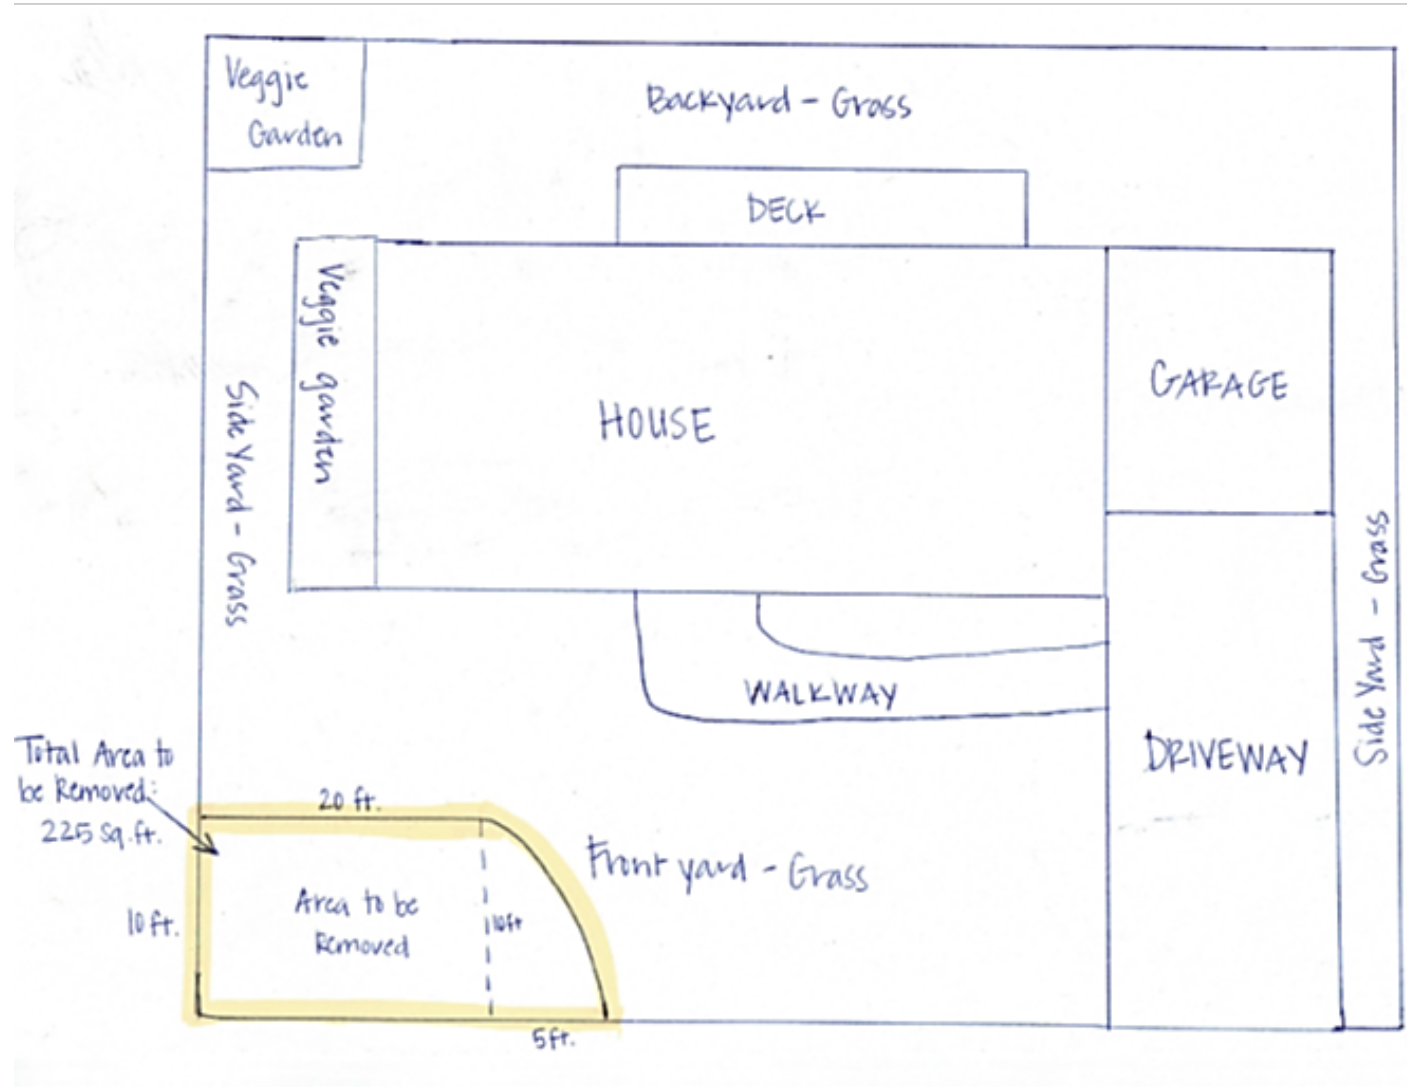 Veggie
Garden
Backyard - Grass
DECK
Veggie garden
Side Yard - Grass
HOUSE
GARAGE
Side Yard - Grass
WALKWAY
DRIVEWAY
Total Area to
be Removed:
225 sq.ft.
20 ft.
Front yard - Grass
Area to be
Removed
10 ft.
10ft
5ft.